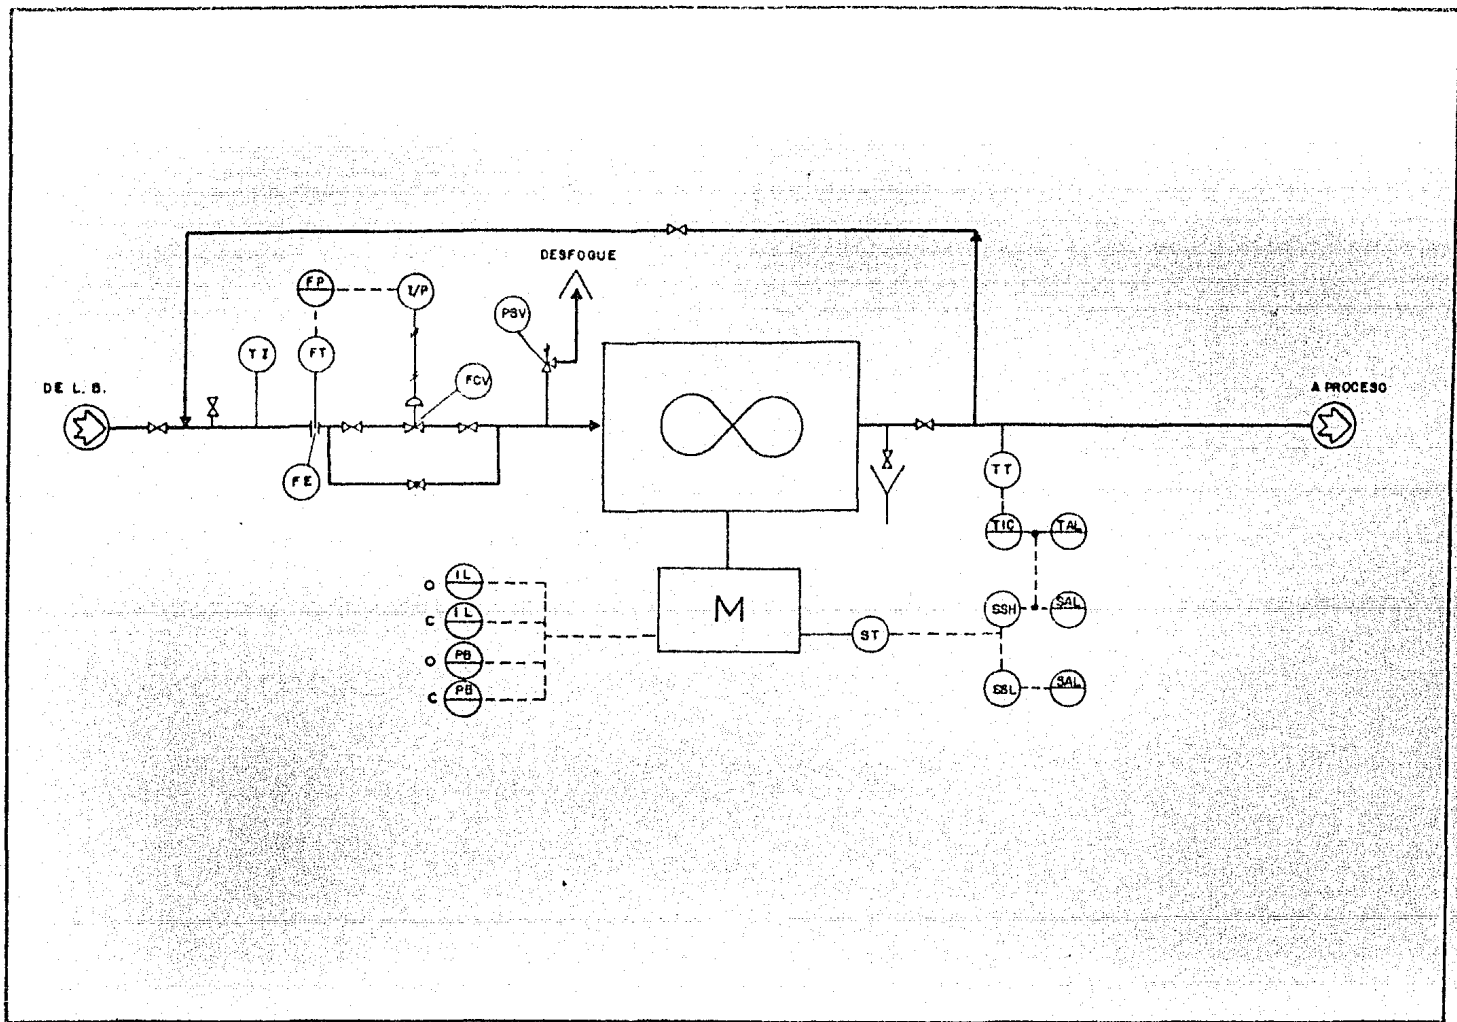 DESFOGUE
FP
I/P
PSV
TI
FT
FCV
DE L. B.
A PROCESO
FE
TT
TIC
TAL
O
IL
C
IL
M
SSH
SAL
ST
O
PB
C
PB
SSL
SAL